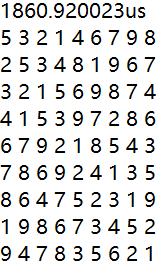 1860.920023us
5 3 2 1 4 6 7 9 8
2 5 3 4 8 1 9 6 7
3 2 1 5 6 9 8 7 4
4 1 5 3 9 7 2 8 6
6 7 9 2 1 8 5 4 3
7 8 6 9 2 4 1 3 5
8 6 4 7 5 2 3 1 9
1 9 8 6 7 3 4 5 2
9 4 7 8 3 5 6 2 1